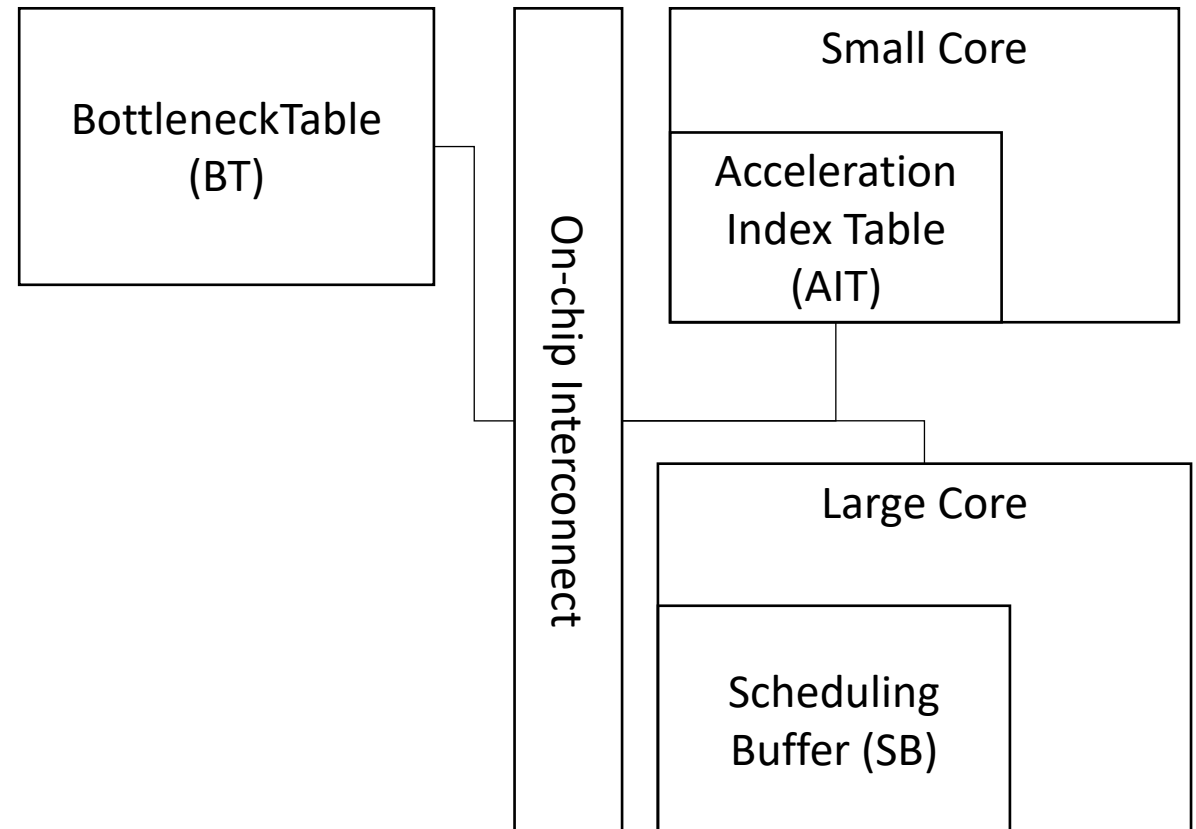 BottleneckTable
(BT)
On-chip Interconnect
Small Core
Acceleration
Index Table
(AIT)
Large Core
Scheduling
Buffer (SB)